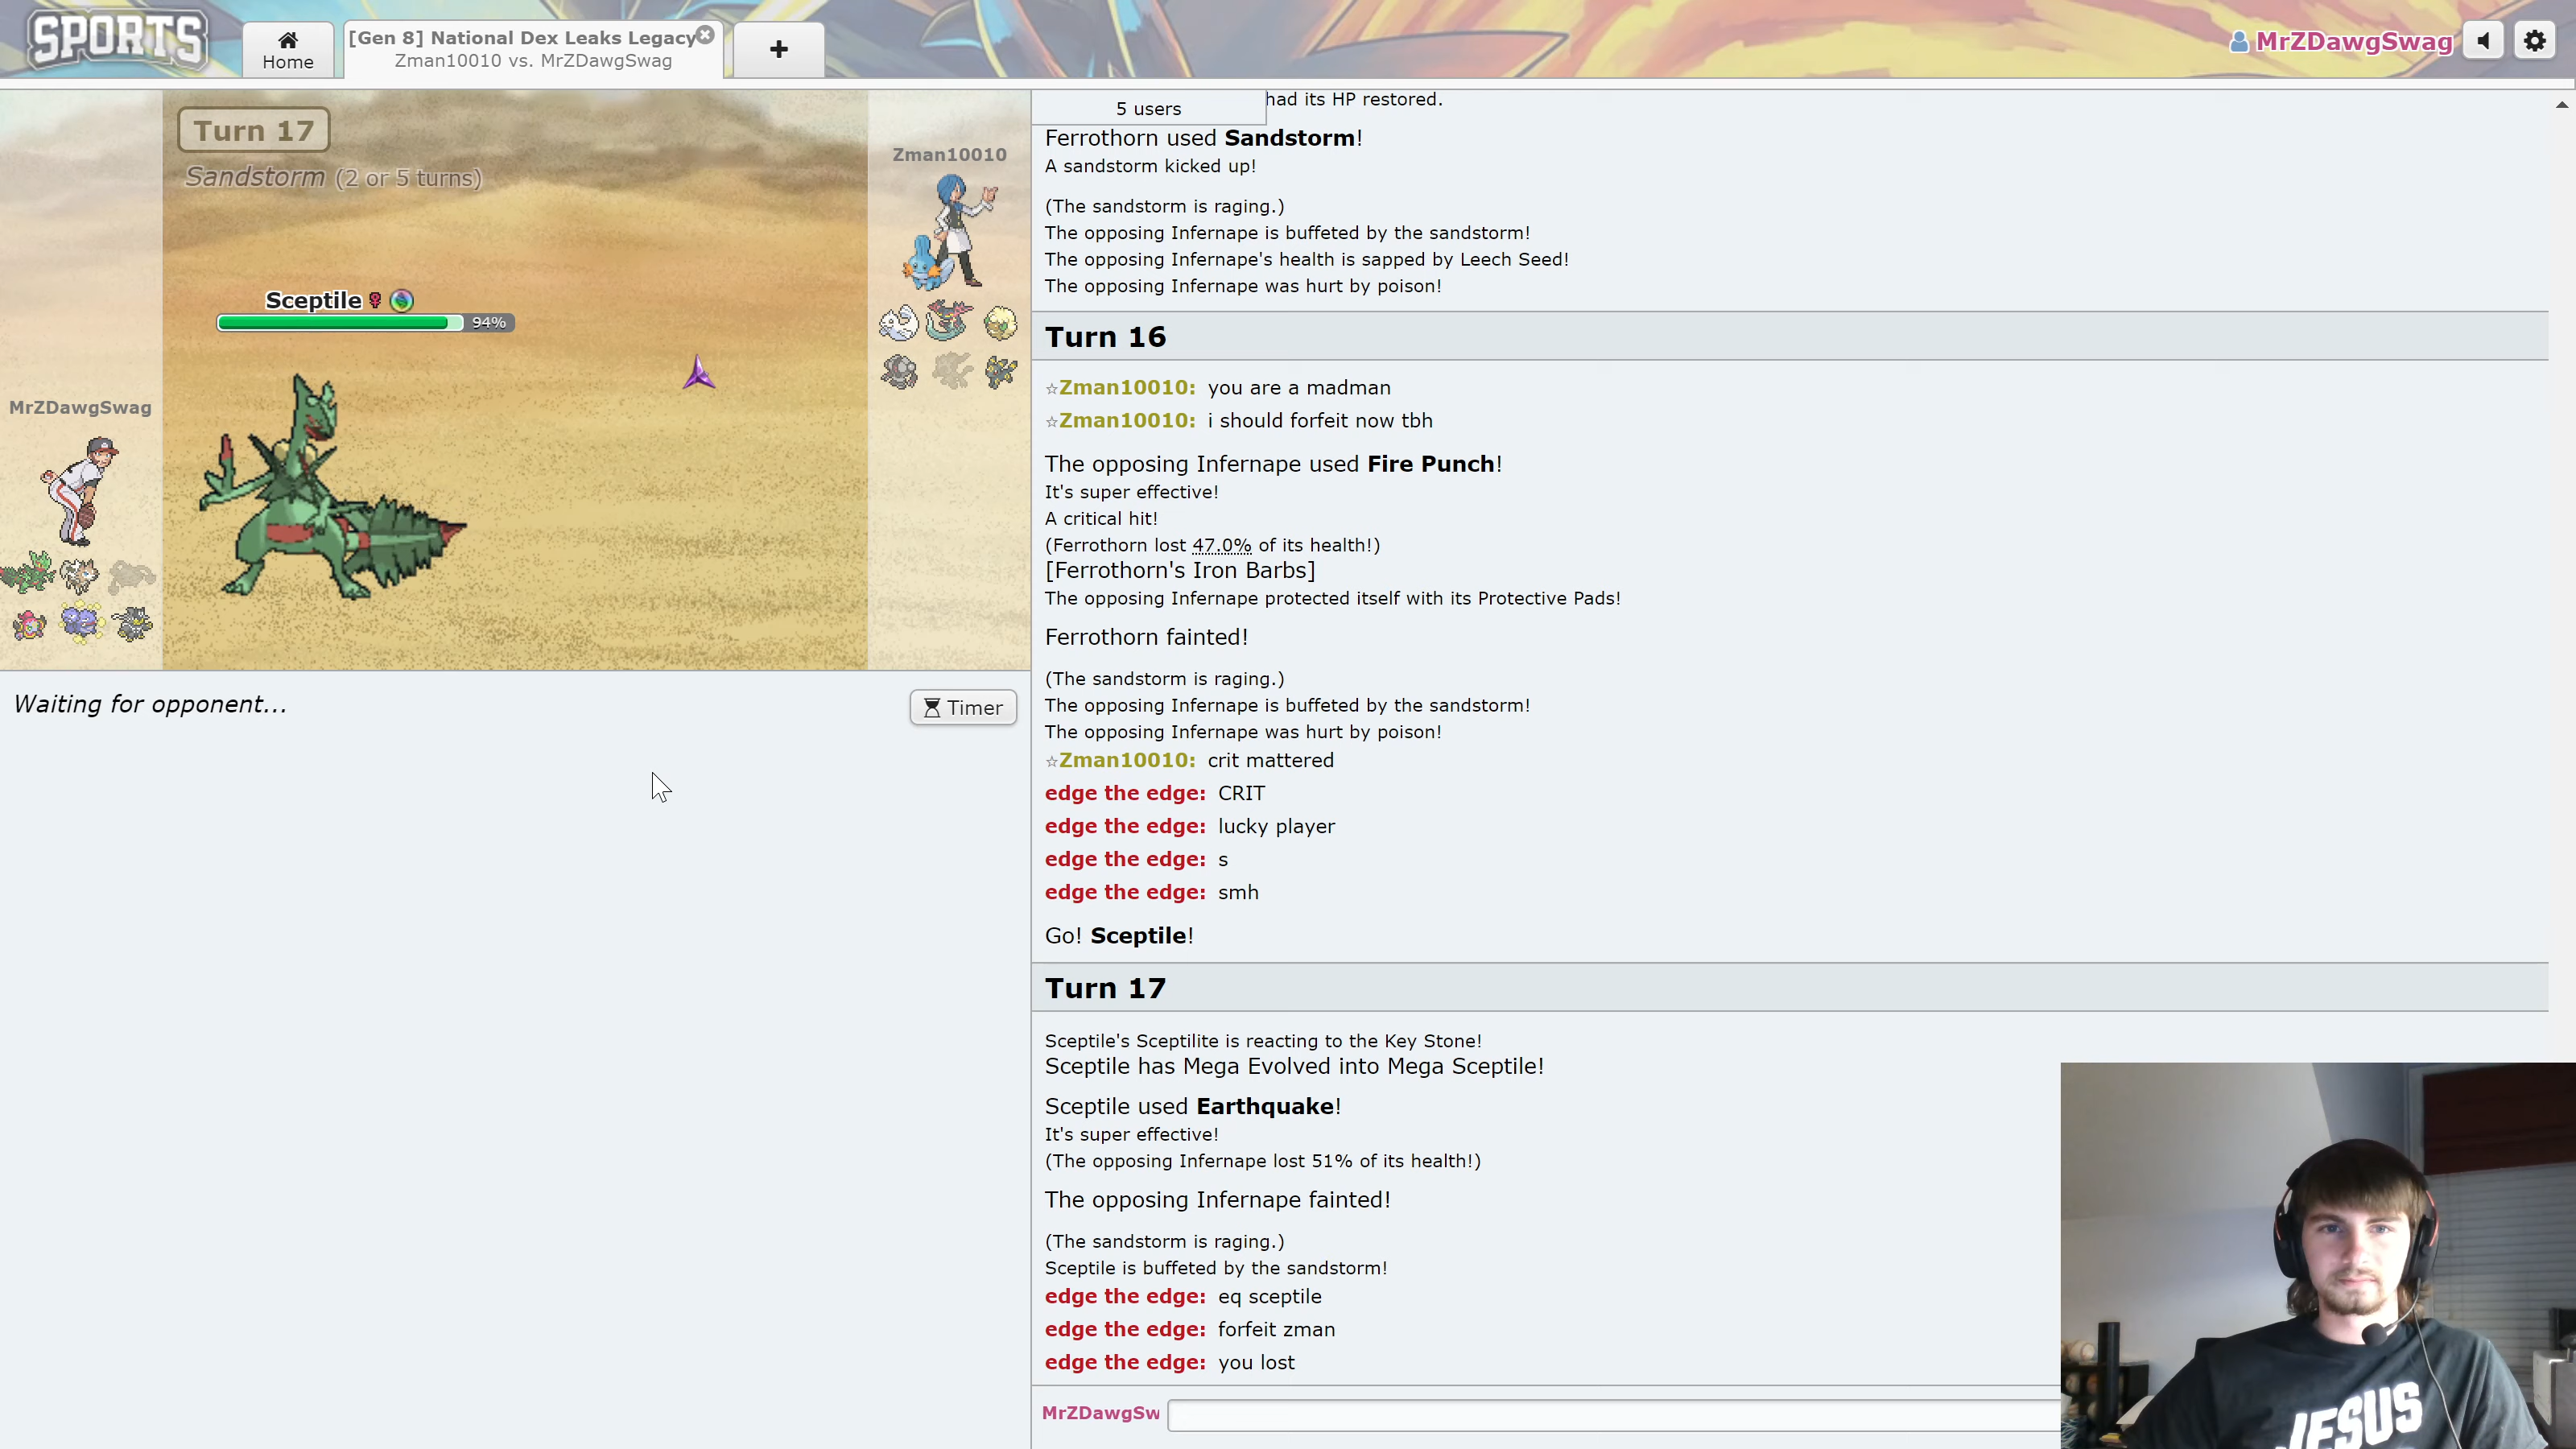 SPORTS
Home
[Gen 8] National Dex Leaks Legacy
Zman10010 vs. MrZDawgSwag
+
MrZDawgSwag
Turn 17
Sandstorm (2 or 5 turns)
Zman10010
Sceptile
94%
MrZDawgSwag
Waiting for opponent...
Timer
5 users
had its HP restored.
Ferrothorn used Sandstorm!
A sandstorm kicked up!
(The sandstorm is raging.)
The opposing Infernape is buffeted by the sandstorm!
The opposing Infernape's health is sapped by Leech Seed!
The opposing Infernape was hurt by poison!
Turn 16
☆Zman10010: you are a madman
☆Zman10010: i should forfeit now tbh
The opposing Infernape used Fire Punch!
It's super effective!
A critical hit!
(Ferrothorn lost 47.0% of its health!)
[Ferrothorn's Iron Barbs]
The opposing Infernape protected itself with its Protective Pads!
Ferrothorn fainted!
(The sandstorm is raging.)
The opposing Infernape is buffeted by the sandstorm!
The opposing Infernape was hurt by poison!
☆Zman10010: crit mattered
edge the edge: CRIT
edge the edge: lucky player
edge the edge: s
edge the edge: smh
Go! Sceptile!
Turn 17
Sceptile's Sceptilite is reacting to the Key Stone!
Sceptile has Mega Evolved into Mega Sceptile!
Sceptile used Earthquake!
It's super effective!
(The opposing Infernape lost 51% of its health!)
The opposing Infernape fainted!
(The sandstorm is raging.)
Sceptile is buffeted by the sandstorm!
edge the edge: eq sceptile
edge the edge: forfeit zman
edge the edge: you lost
MrZDawgSw
JESUS